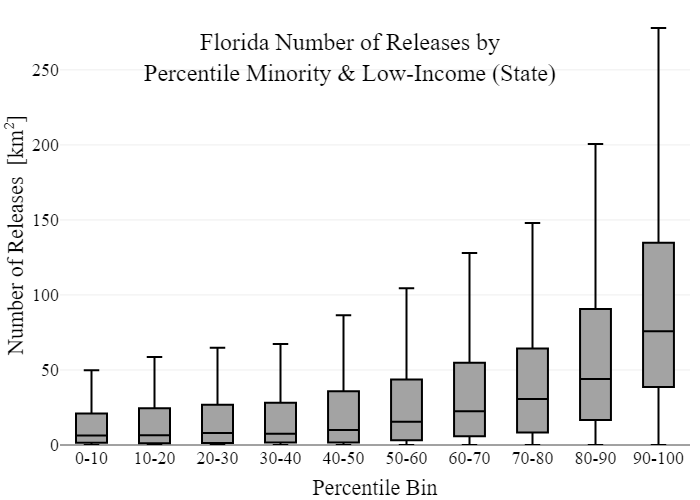 Florida Number of Releases by
Percentile Minority & Low-Income (State)
Number of Releases [km²]
250
200
150
100
50
0
0-10 10-20 20-30 30-40 40-50 50-60 60-70 70-80 80-90 90-100
Percentile Bin